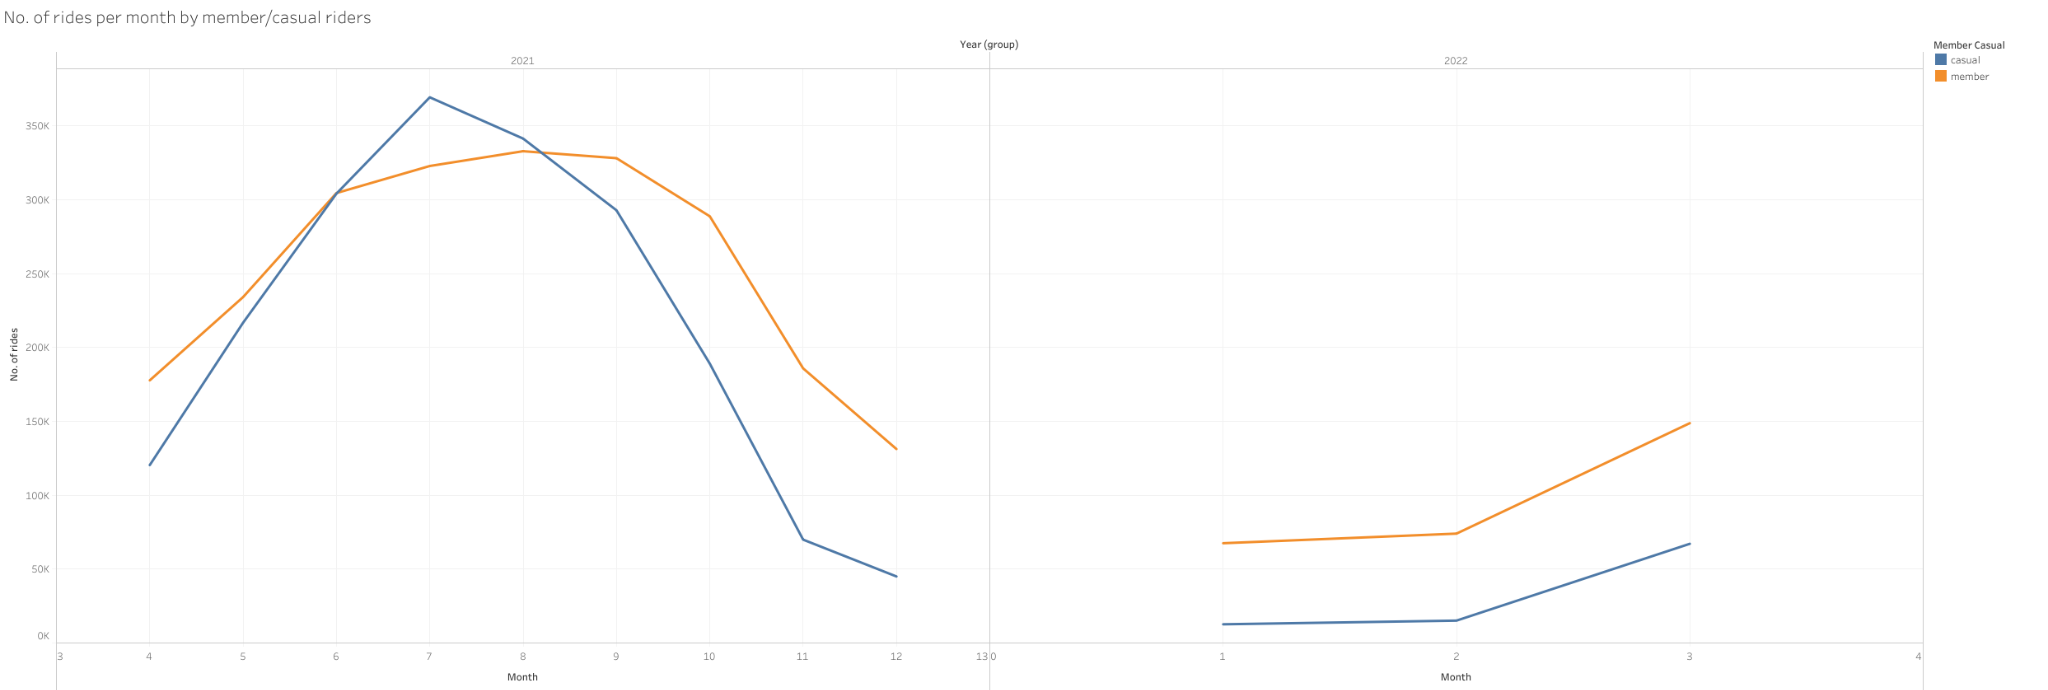 No. of rides per month by member/casual riders
Year (group)
2021
2022
Member Casual
casual
member
No. of rides
350K
300K
250K
200K
150K
100K
50K
0K
3 4 5 6 7 8 9 10 11 12 13
0 1 2 3 4
Month
Month